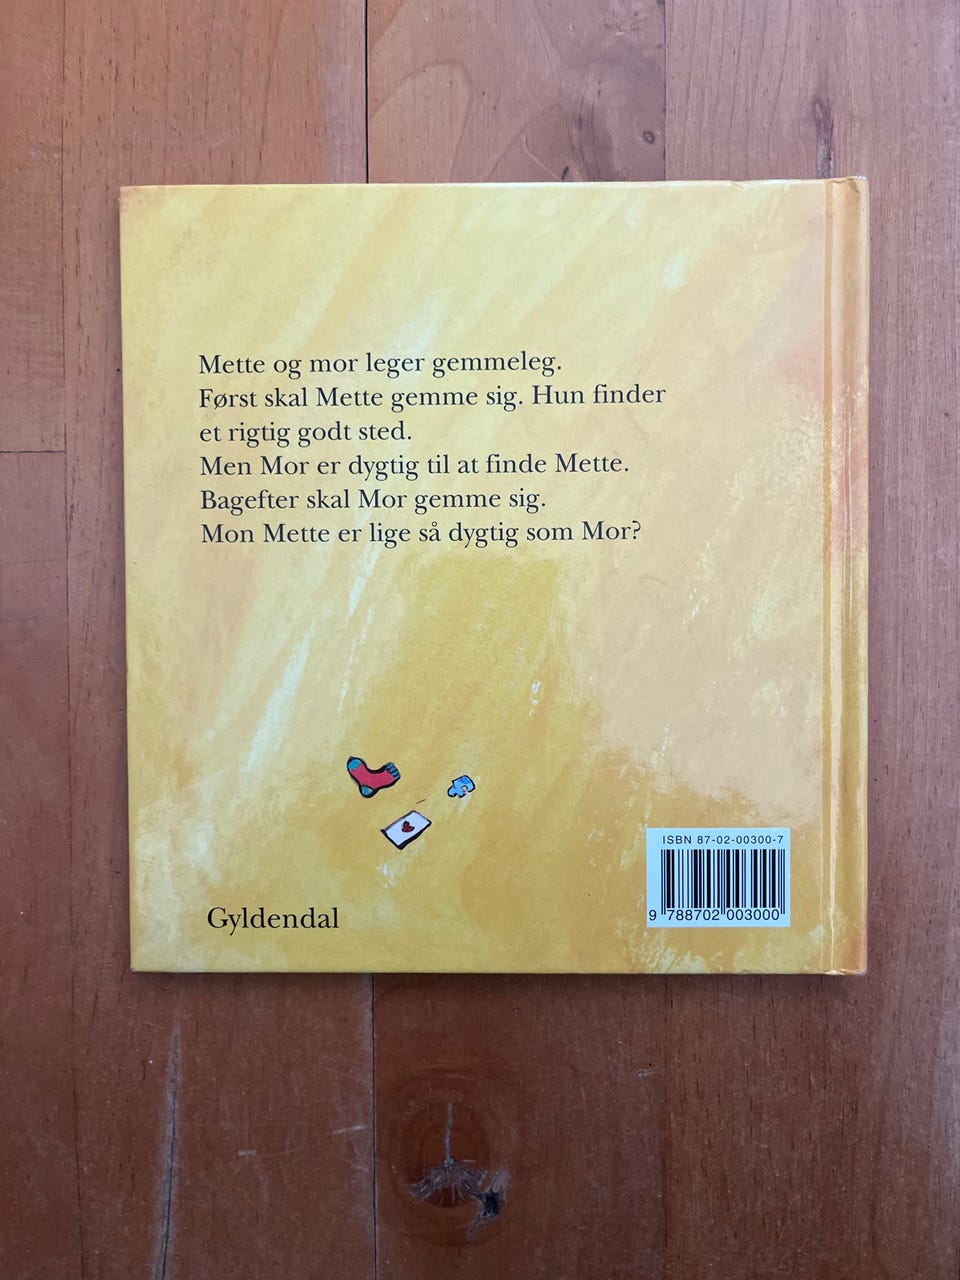 Mette og mor leger gemmeleg.
Først skal Mette gemme sig. Hun finder
et rigtig godt sted.
Men Mor er dygtig til at finde Mette.
Bagefter skal Mor gemme sig.
Mon Mette er lige så dygtig som Mor?
ISBN 87-02-00300-7
9 788702 003000
Gyldendal